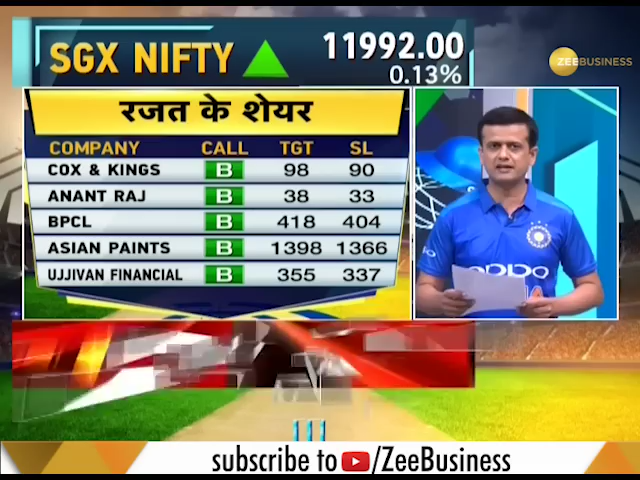 SGX NIFTY 11992.00
0.13%
ZEEBUSINESS
रजत के शेयर
COMPANY CALL TGT SL
COX & KINGS B 98 90
ANANT RAJ B 38 33
BPCL B 418 404
ASIAN PAINTS B 1398 1366
UJJIVAN FINANCIAL B 355 337
oppo
subscribe to /ZeeBusiness